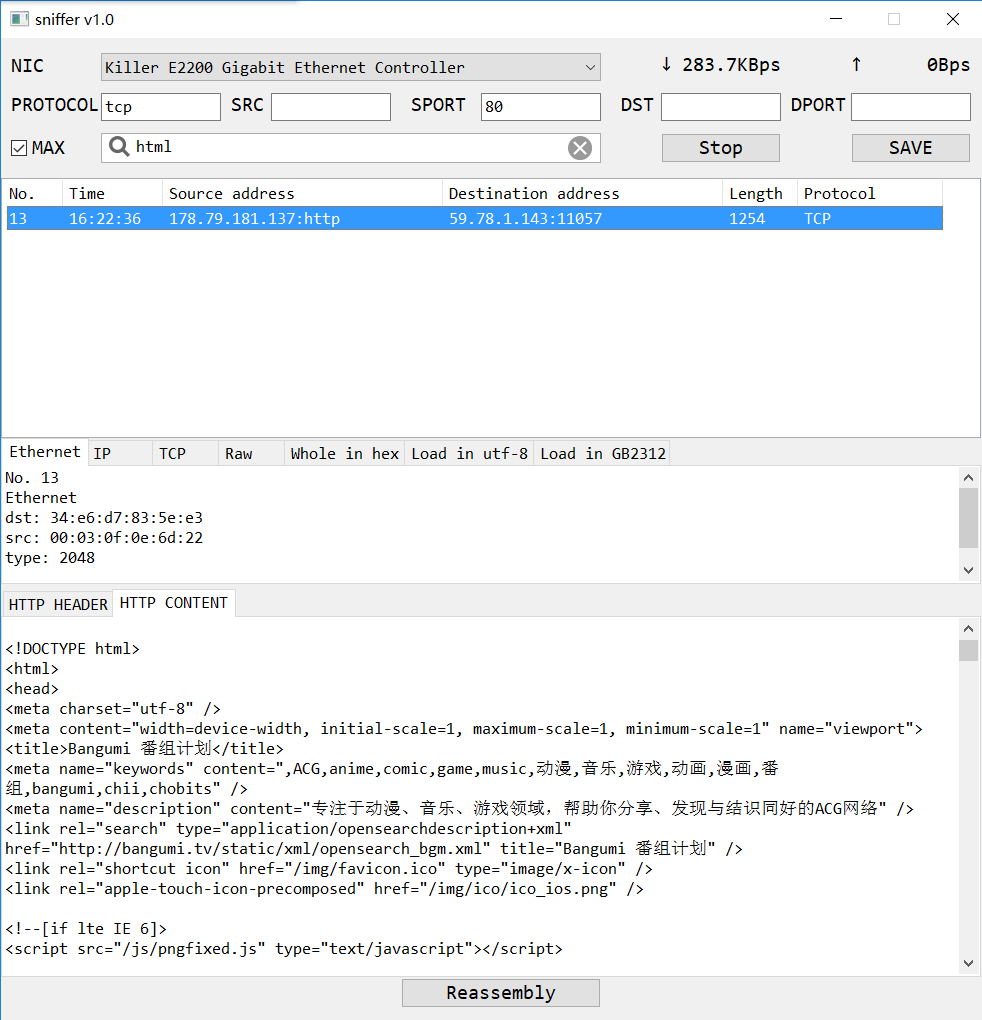 sniffer v1.0
NIC Killer E2200 Gigabit Ethernet Controller ↓ 283.7KBps ↑ 0Bps
PROTOCOL tcp SRC SPORT 80 DST DPORT
MAX html Stop SAVE
No. Time Source address Destination address Length Protocol
13 16:22:36 178.79.181.137:http 59.78.1.143:11057 1254 TCP
Ethernet IP TCP Raw Whole in hex Load in utf-8 Load in GB2312
No. 13
Ethernet
dst: 34:e6:d7:83:5e:e3
src: 00:03:0f:0e:6d:22
type: 2048
HTTP HEADER HTTP CONTENT
<!DOCTYPE html>
<html>
<head>
<meta charset="utf-8" />
<meta content="width=device-width, initial-scale=1, maximum-scale=1, minimum-scale=1" name="viewport">
<title>Bangumi 番组计划</title>
<meta name="keywords" content=",ACG,anime,comic,game,music,动漫,音乐,游戏,动画,漫画,番
组,bangumi,chii,chobits" />
<meta name="description" content="专注于动漫、音乐、游戏领域，帮助你分享、发现与结识同好的ACG网络" />
<link rel="search" type="application/opensearchdescription+xml"
href="http://bangumi.tv/static/xml/opensearch_bgm.xml" title="Bangumi 番组计划" />
<link rel="shortcut icon" href="/img/favicon.ico" type="image/x-icon" />
<link rel="apple-touch-icon-precomposed" href="/img/ico/ico_ios.png" />
<!--[if lte IE 6]>
<script src="/js/pngfixed.js" type="text/javascript"></script>
Reassembly